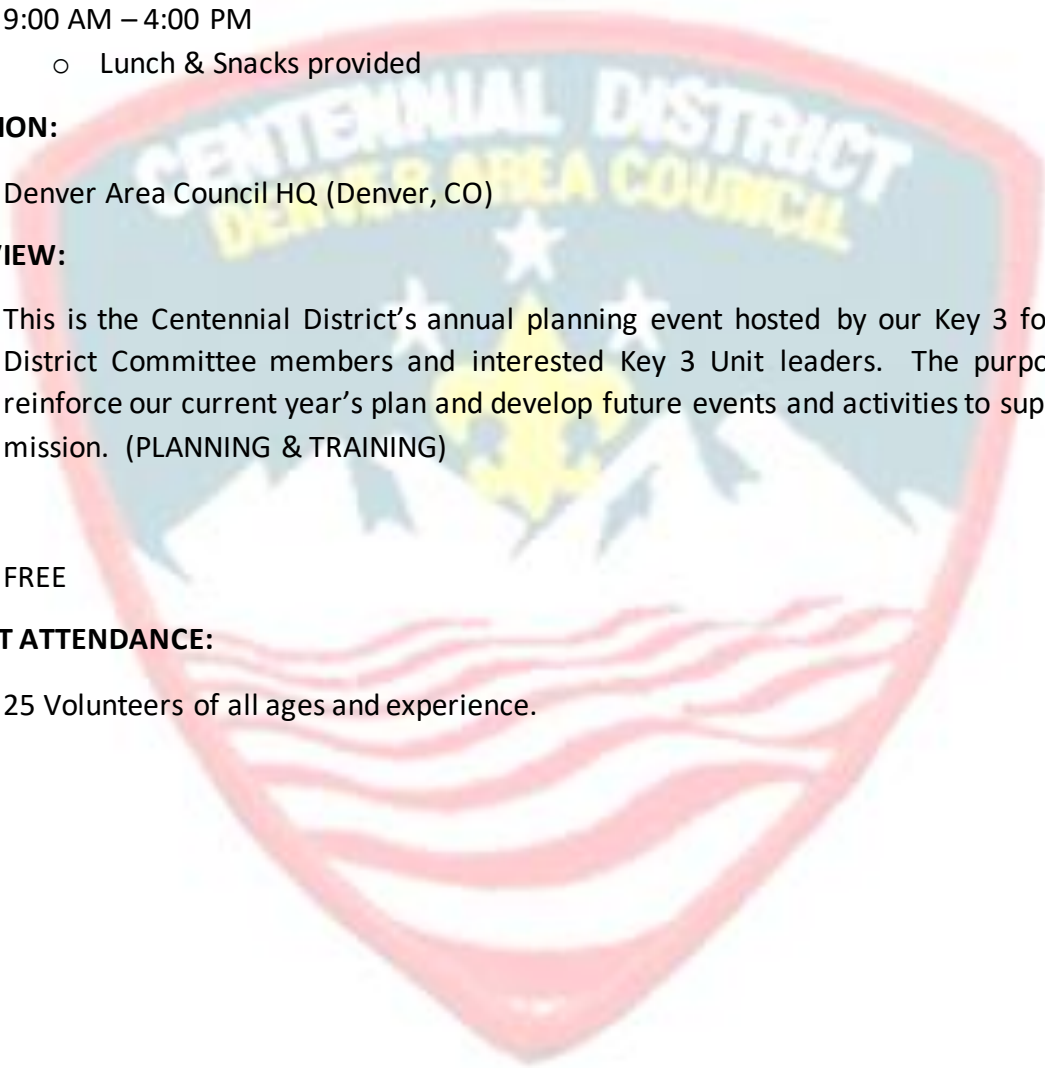 9:00 AM – 4:00 PM
o Lunch & Snacks provided
ION:
Denver Area Council HQ (Denver, CO)
VIEW:
This is the Centennial District’s annual planning event hosted by our Key 3 fo
District Committee members and interested Key 3 Unit leaders. The purpo
reinforce our current year’s plan and develop future events and activities to sup
mission. (PLANNING & TRAINING)
FREE
T ATTENDANCE:
25 Volunteers of all ages and experience.
CENTENNIAL DISTRICT
DENVER AREA COUNCIL